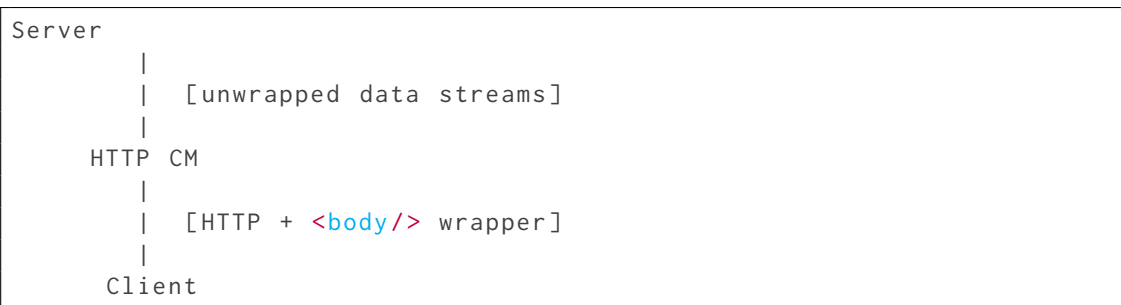 Server
|
| [unwrapped data streams]
|
HTTP CM
|
| [HTTP + <body/> wrapper]
|
Client